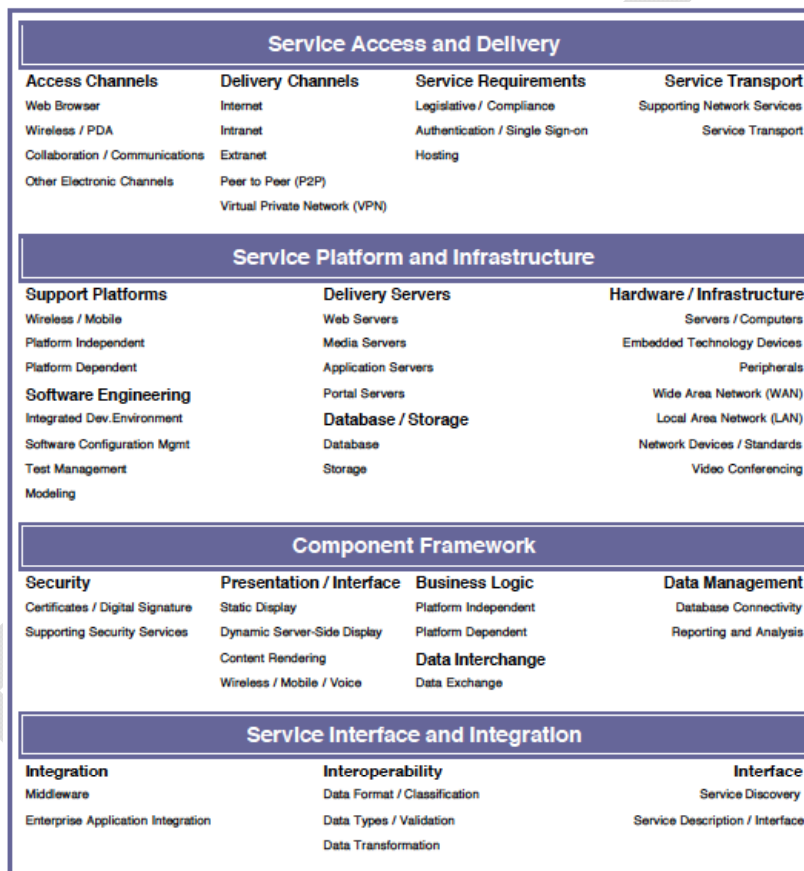 Service Access and Delivery
Access Channels
Web Browser
Wireless / PDA
Collaboration / Communications
Other Electronic Channels
Delivery Channels
Internet
Intranet
Extranet
Peer to Peer (P2P)
Virtual Private Network (VPN)
Service Requirements
Legislative / Compliance
Authentication / Single Sign-on
Hosting
Service Transport
Supporting Network Services
Service Transport
Service Platform and Infrastructure
Support Platforms
Wireless / Mobile
Platform Independent
Platform Dependent
Software Engineering
Integrated Dev.Environment
Software Configuration Mgmt
Test Management
Modeling
Delivery Servers
Web Servers
Media Servers
Application Servers
Portal Servers
Database / Storage
Database
Storage
Hardware / Infrastructure
Servers / Computers
Embedded Technology Devices
Peripherals
Wide Area Network (WAN)
Local Area Network (LAN)
Network Devices / Standards
Video Conferencing
Component Framework
Security
Certificates / Digital Signature
Supporting Security Services
Presentation / Interface
Static Display
Dynamic Server-Side Display
Content Rendering
Wireless / Mobile / Voice
Business Logic
Platform Independent
Platform Dependent
Data Interchange
Data Exchange
Data Management
Database Connectivity
Reporting and Analysis
Service Interface and Integration
Integration
Middleware
Enterprise Application Integration
Interoperability
Data Format / Classification
Data Types / Validation
Data Transformation
Interface
Service Discovery
Service Description / Interface